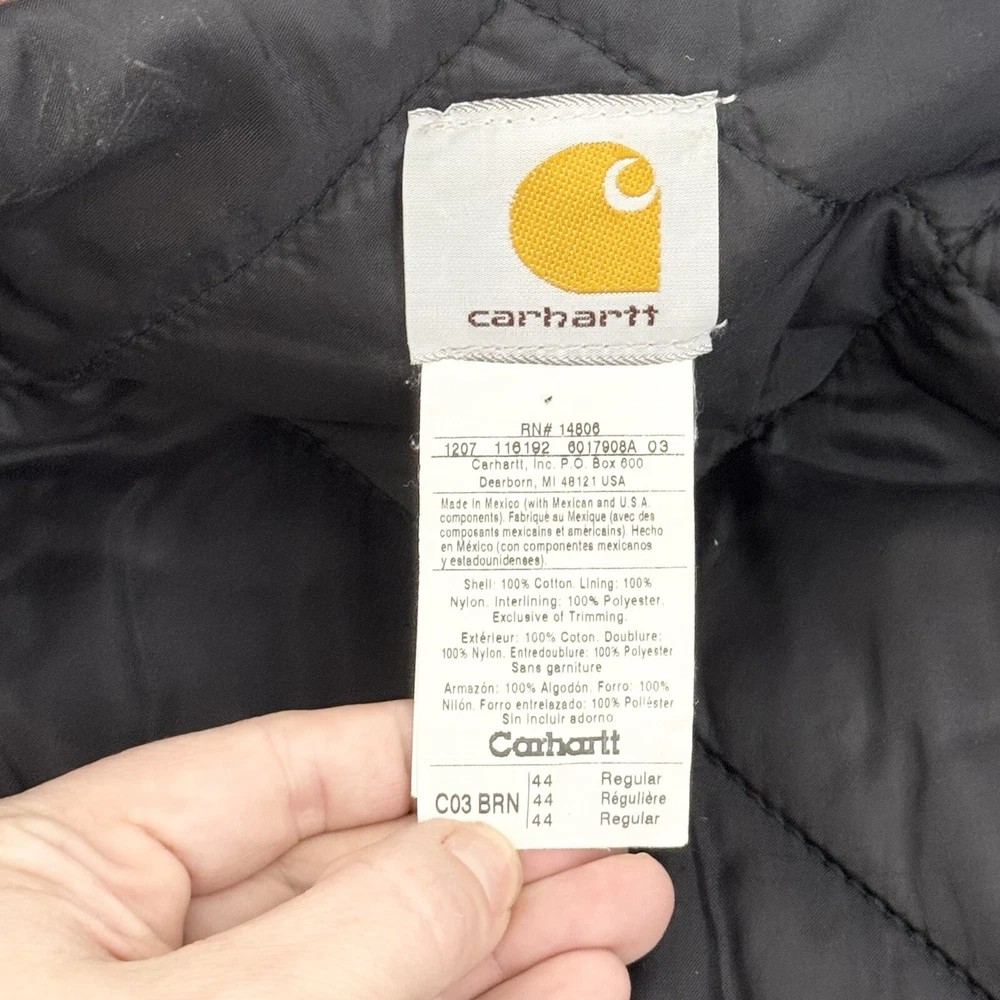 carhartt
RN# 14806
1207 116192 6017908A 03
Carhartt, Inc. P.O. Box 600
Dearborn, MI 48121 USA
Made In Mexico (with Mexican and U.S.A.
components). Fabriqué au Mexique (avec des
composants mexicains et américains). Hecho
en México (con componentes mexicanos
y estadounidenses).
Shell: 100% Cotton. Lining: 100%
Nylon. Interlining: 100% Polyester.
Exclusive of Trimming.
Extérieur: 100% Coton. Doublure:
100% Nylon. Entredoublure: 100% Polyester
Sans garniture
Armazón: 100% Algodón. Forro: 100%
Nilón. Forro entrelazado: 100% Poliéster
Sin incluir adorno
Carhartt
44 Regular
C03 BRN 44 Régulière
44 Regular